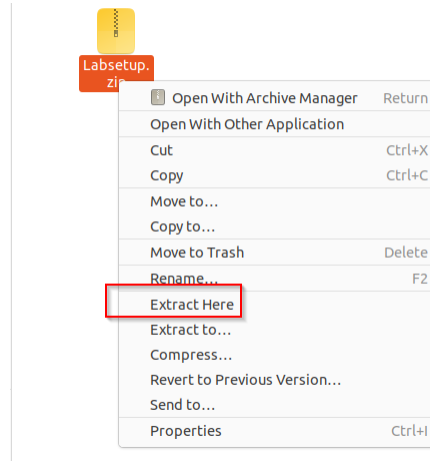 Labsetup.
zip
Open With Archive Manager Return
Open With Other Application
Cut Ctrl+X
Copy Ctrl+C
Move to…
Copy to…
Move to Trash Delete
Rename… F2
Extract Here
Extract to…
Compress…
Revert to Previous Version…
Send to…
Properties Ctrl+I